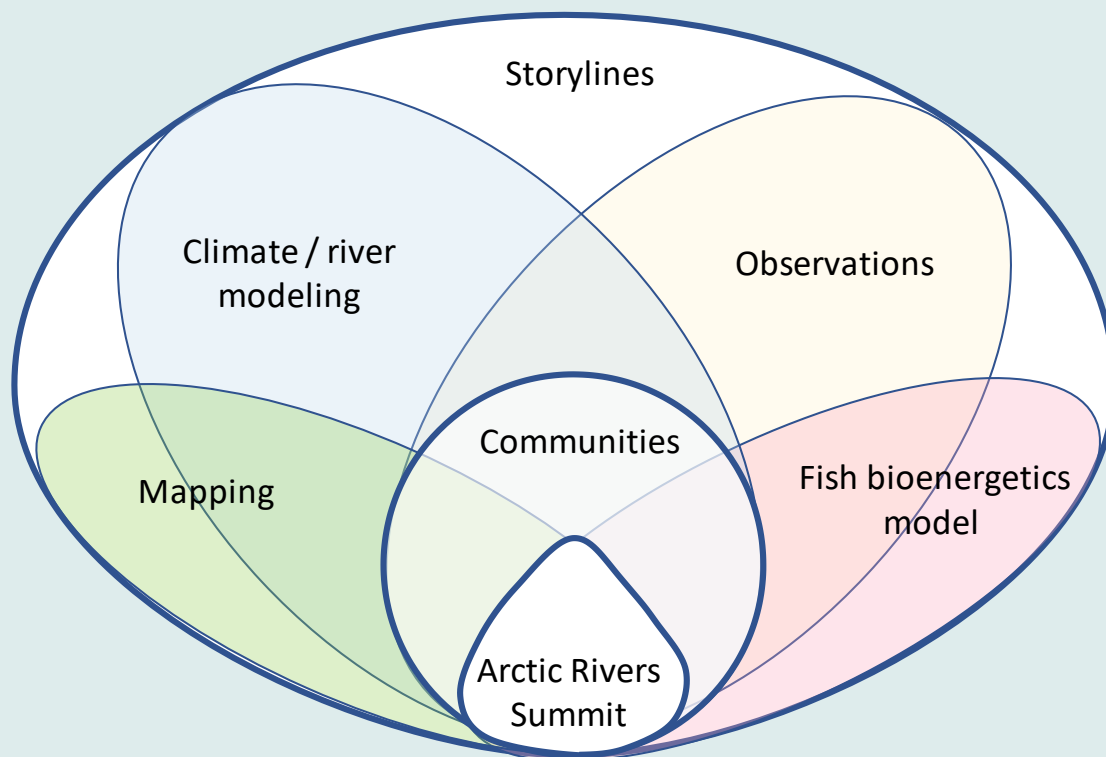 Storylines
Climate / river
modeling
Observations
Communities
Mapping
Fish bioenergetics
model
Arctic Rivers
Summit